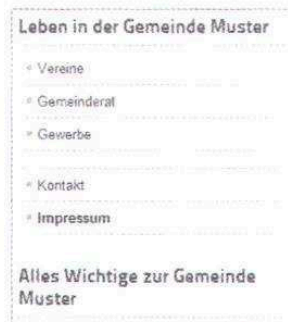 Leben in der Gemeinde Muster
Vereine
Gemeinderat
Gewerbe
Kontakt
Impressum
Alles Wichtige zur Gemeinde
Muster